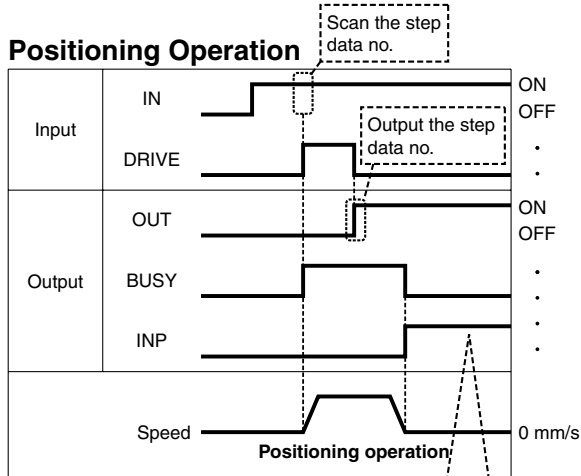 Scan the step
data no.
Positioning Operation
ON
IN
OFF
Input
Output the step
data no.
DRIVE
ON
OUT
OFF
Output
BUSY
INP
Speed
0 mm/s
Positioning operation